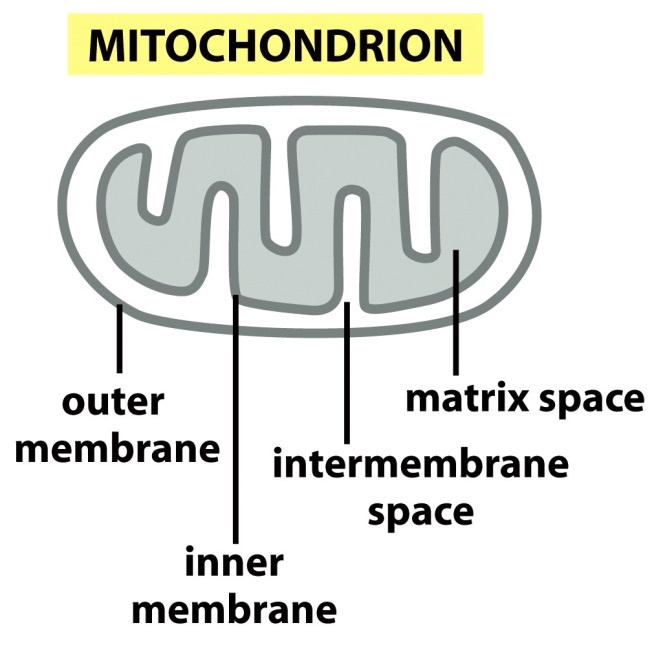 MITOCHONDRION
outer
membrane
matrix space
intermembrane
space
inner
membrane